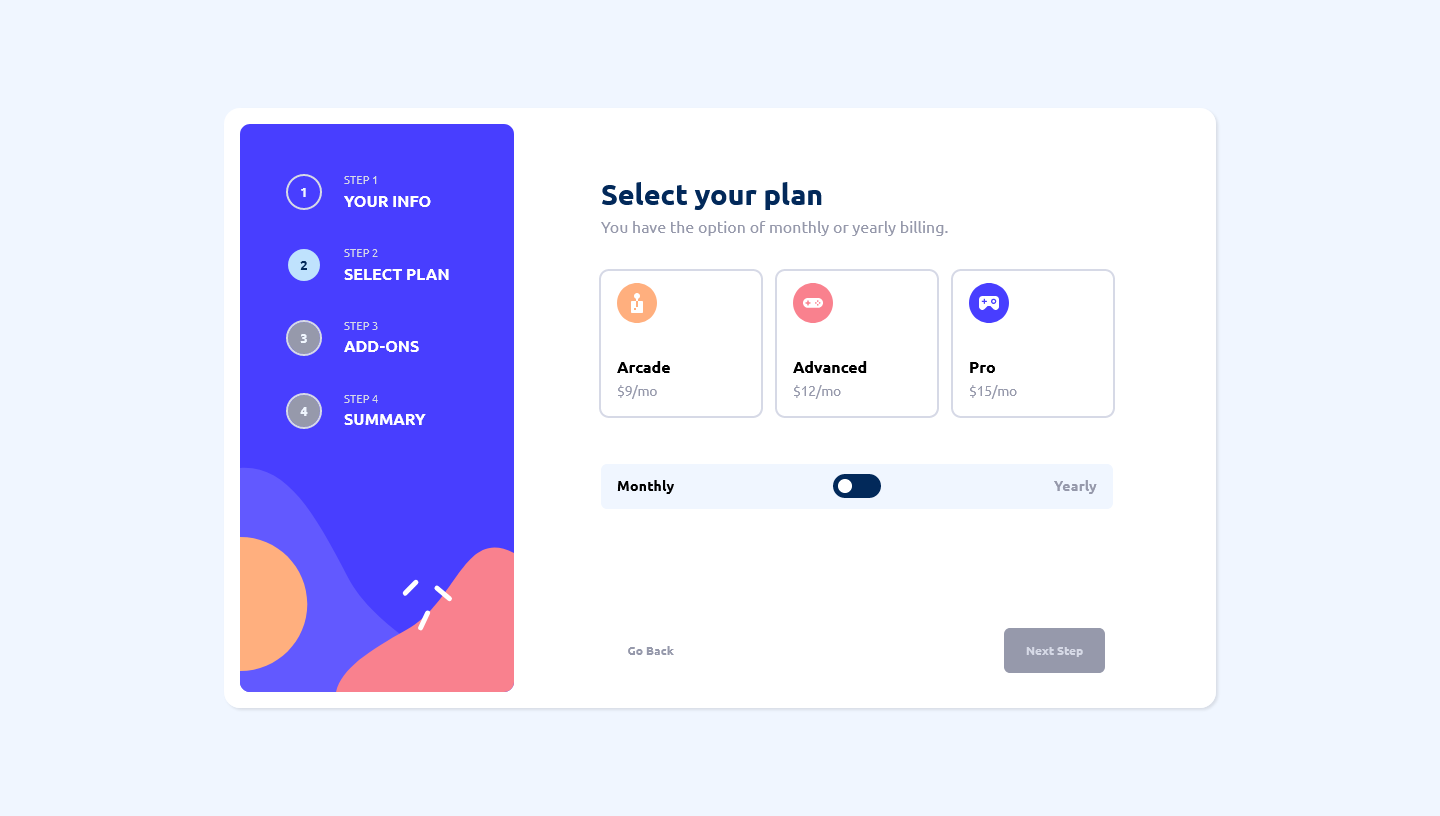 1
STEP 1
YOUR INFO
2
STEP 2
SELECT PLAN
3
STEP 3
ADD-ONS
4
STEP 4
SUMMARY
Select your plan
You have the option of monthly or yearly billing.
Arcade
$9/mo
Advanced
$12/mo
Pro
$15/mo
Monthly
Yearly
Go Back
Next Step